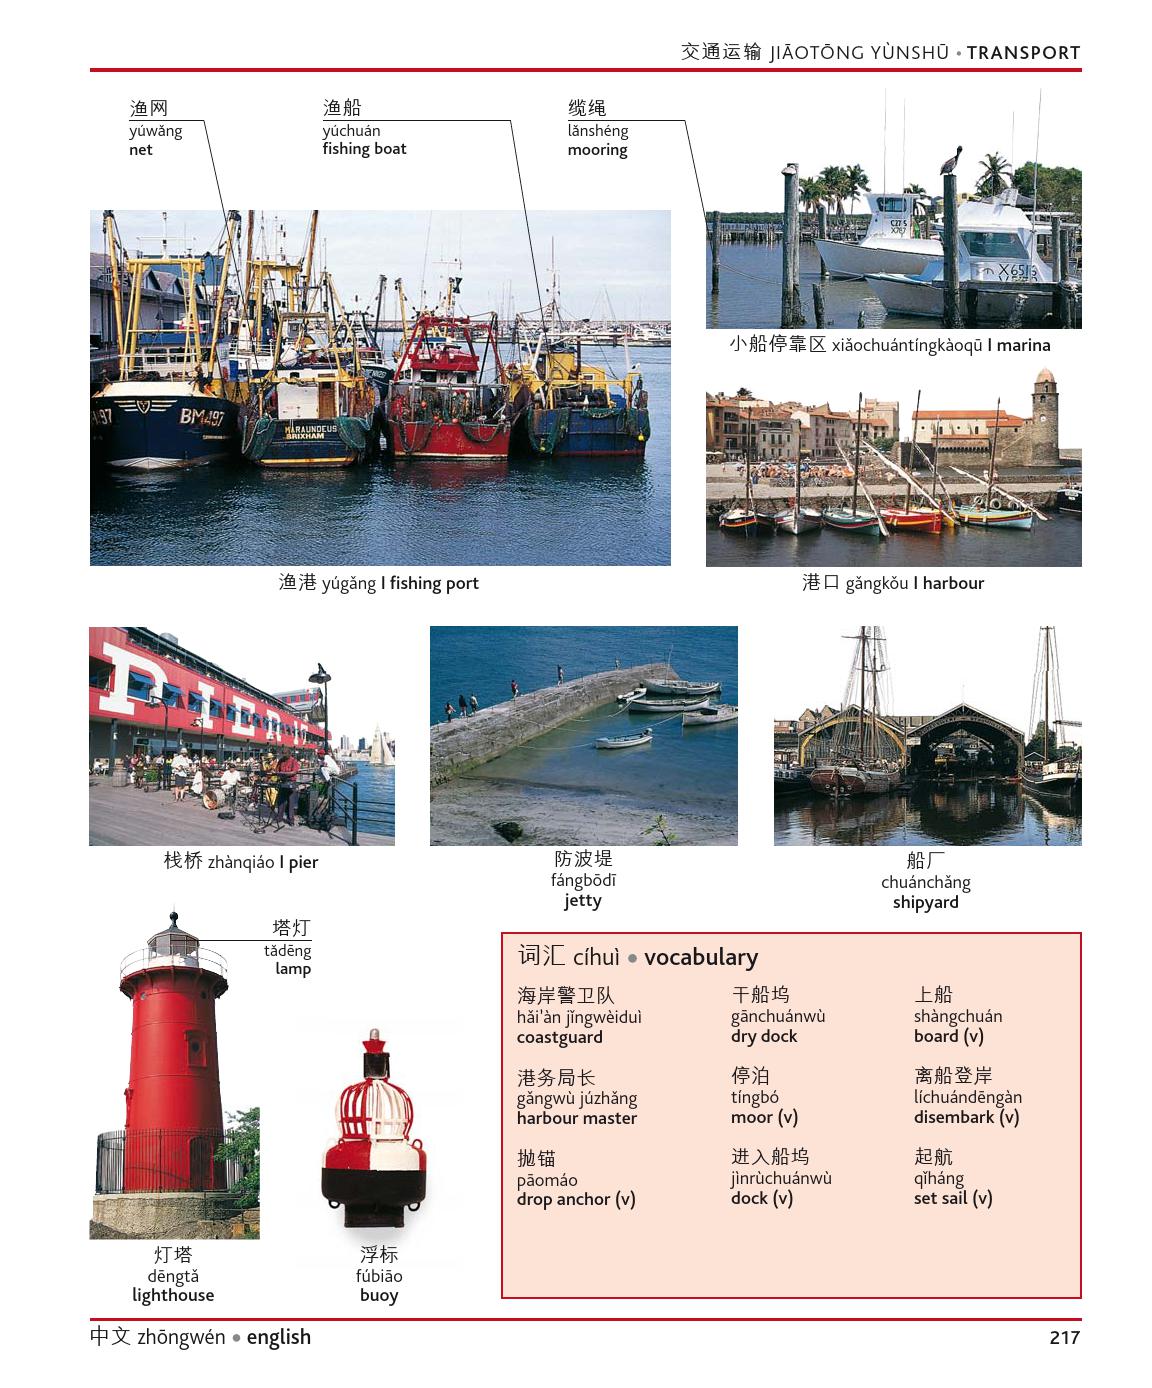 交通运输 JIĀOTŌNG YÙNSHŪ • TRANSPORT
渔网
yúwǎng
net
渔船
yúchuán
fishing boat
缆绳
lǎnshéng
mooring
BM497
MARAUNDEUS
BRIXHAM
X6516
小船停靠区 xiǎochuántíngkàoqū I marina
渔港 yúgǎng I fishing port
港口 gǎngkǒu I harbour
PIER
栈桥 zhànqiáo I pier
防波堤
fángbōdī
jetty
船厂
chuánchǎng
shipyard
塔灯
tǎdēng
lamp
灯塔
dēngtǎ
lighthouse
浮标
fúbiāo
buoy
词汇 cíhuì • vocabulary
海岸警卫队
hǎi'àn jǐngwèiduì
coastguard
港务局长
gǎngwù júzhǎng
harbour master
抛锚
pāomáo
drop anchor (v)
干船坞
gānchuánwù
dry dock
停泊
tíngbó
moor (v)
进入船坞
jìnrùchuánwù
dock (v)
上船
shàngchuán
board (v)
离船登岸
líchuándēngàn
disembark (v)
起航
qǐháng
set sail (v)
中文 zhōngwén • english
217